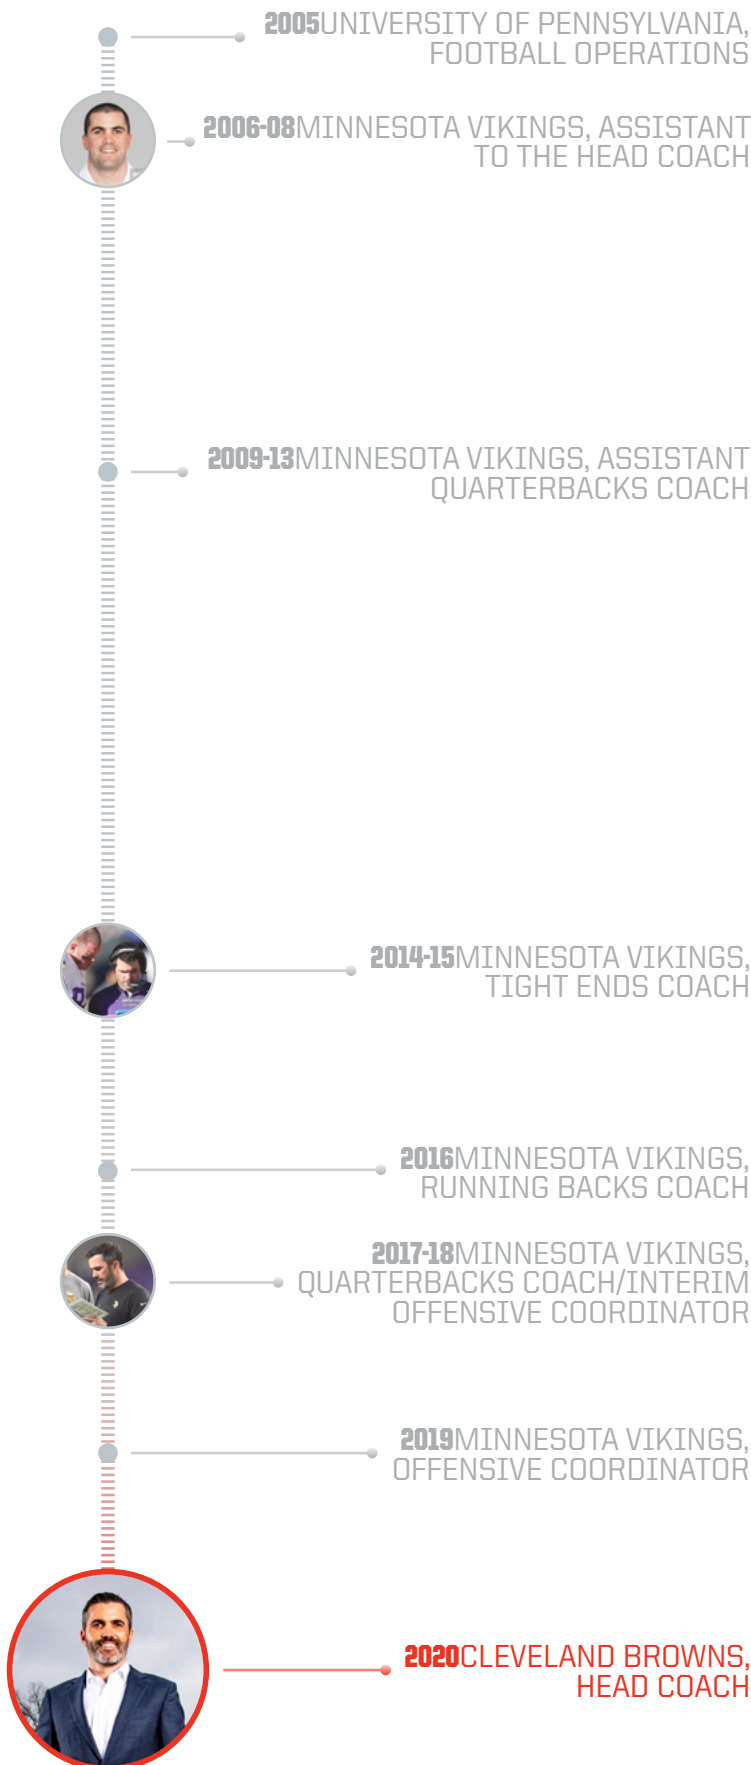 2005UNIVERSITY OF PENNSYLVANIA,
FOOTBALL OPERATIONS
2006-08MINNESOTA VIKINGS, ASSISTANT
TO THE HEAD COACH
2009-13MINNESOTA VIKINGS, ASSISTANT
QUARTERBACKS COACH
2014-15MINNESOTA VIKINGS,
TIGHT ENDS COACH
2016MINNESOTA VIKINGS,
RUNNING BACKS COACH
2017-18MINNESOTA VIKINGS,
QUARTERBACKS COACH/INTERIM
OFFENSIVE COORDINATOR
2019MINNESOTA VIKINGS,
OFFENSIVE COORDINATOR
2020CLEVELAND BROWNS,
HEAD COACH